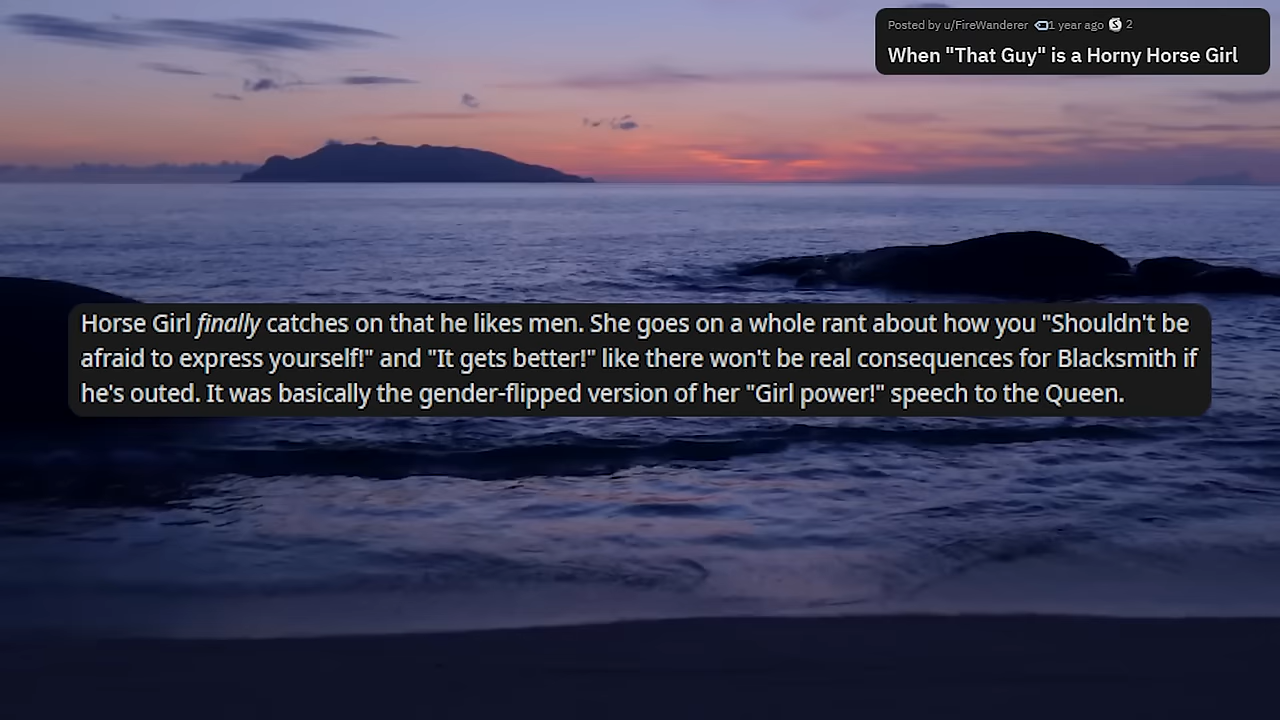 Posted by u/FireWanderer 1 year ago 2
When "That Guy" is a Horny Horse Girl
Horse Girl finally catches on that he likes men. She goes on a whole rant about how you "Shouldn't be
afraid to express yourself!" and "It gets better!" like there won't be real consequences for Blacksmith if
he's outed. It was basically the gender-flipped version of her "Girl power!" speech to the Queen.